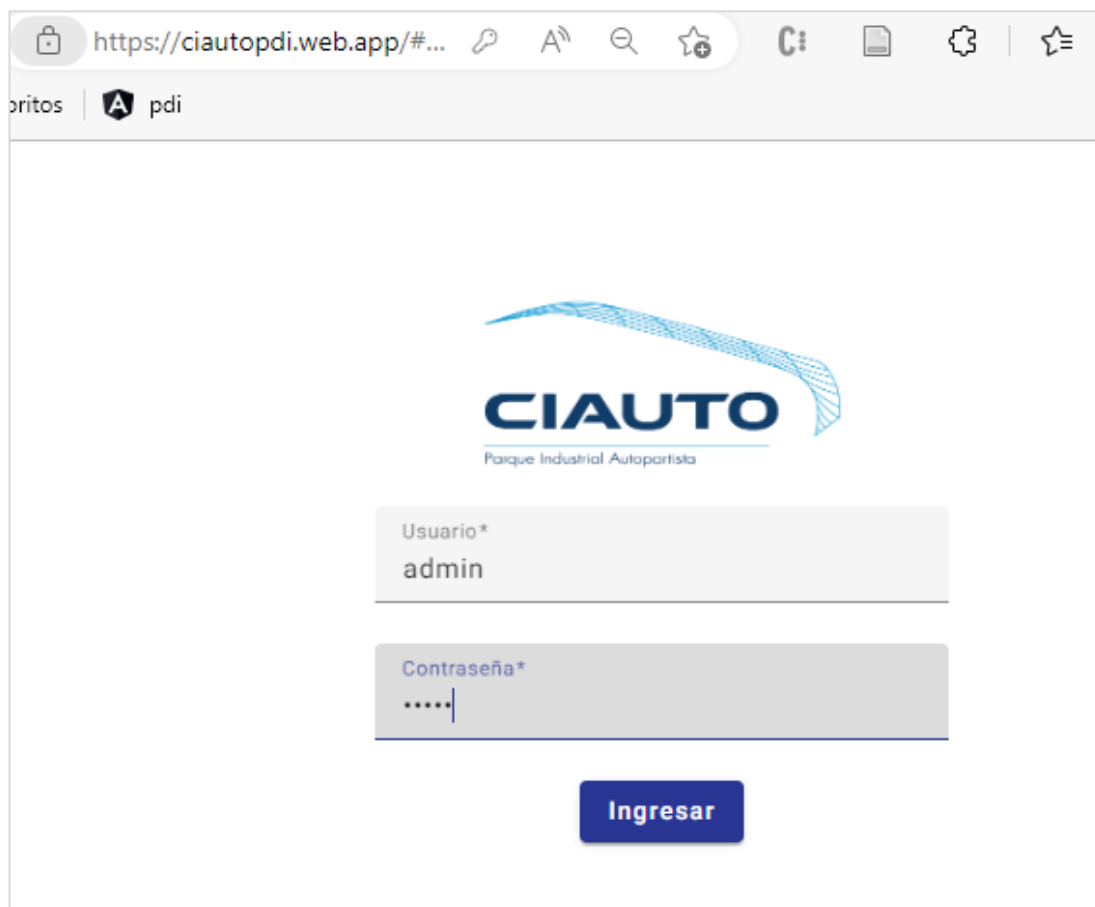 https://ciautopdi.web.app/#...
oritos
pdi
CIAUTO
Parque Industrial Autopartista
Usuario*
admin
Contraseña*
•••••
Ingresar